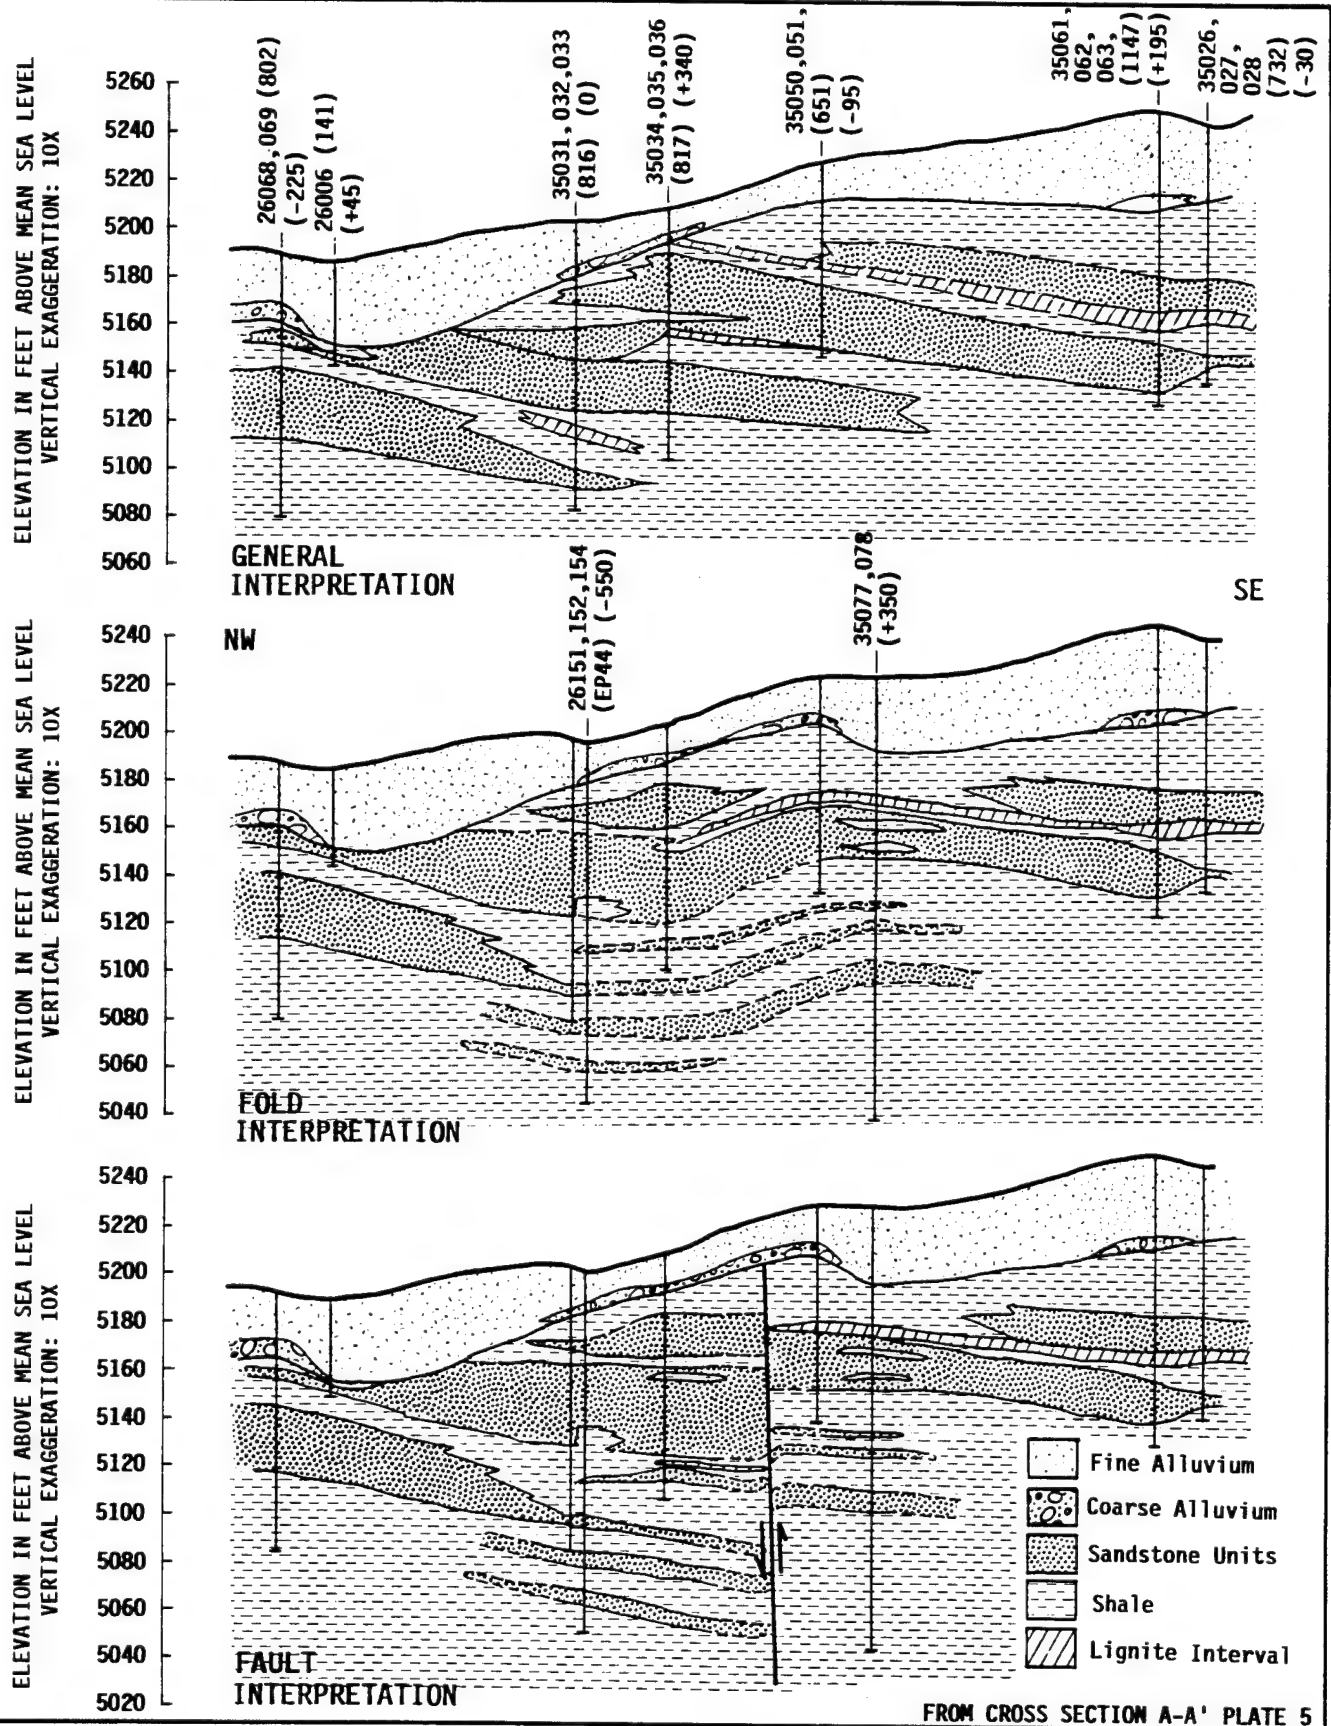 ELEVATION IN FEET ABOVE MEAN SEA LEVEL
VERTICAL EXAGGERATION: 10X
5260
5240
5220
5200
5180
5160
5140
5120
5100
5080
5060
26068,069 (802)
(-225)
26006 (141)
(+45)
35031,032,033
(816) (0)
35034,035,036
(817) (+340)
35050,051,
(651)
(-95)
35061,
062,
063,
(1147)
(+195)
35026,
027,
028
(732)
(-30)
GENERAL
INTERPRETATION
SE
NW
ELEVATION IN FEET ABOVE MEAN SEA LEVEL
VERTICAL EXAGGERATION: 10X
5240
5220
5200
5180
5160
5140
5120
5100
5080
5060
5040
26151,152,154
(EP44) (-550)
35077,078
(+350)
FOLD
INTERPRETATION
ELEVATION IN FEET ABOVE MEAN SEA LEVEL
VERTICAL EXAGGERATION: 10X
5240
5220
5200
5180
5160
5140
5120
5100
5080
5060
5040
5020
FAULT
INTERPRETATION
Fine Alluvium
Coarse Alluvium
Sandstone Units
Shale
Lignite Interval
FROM CROSS SECTION A-A' PLATE 5